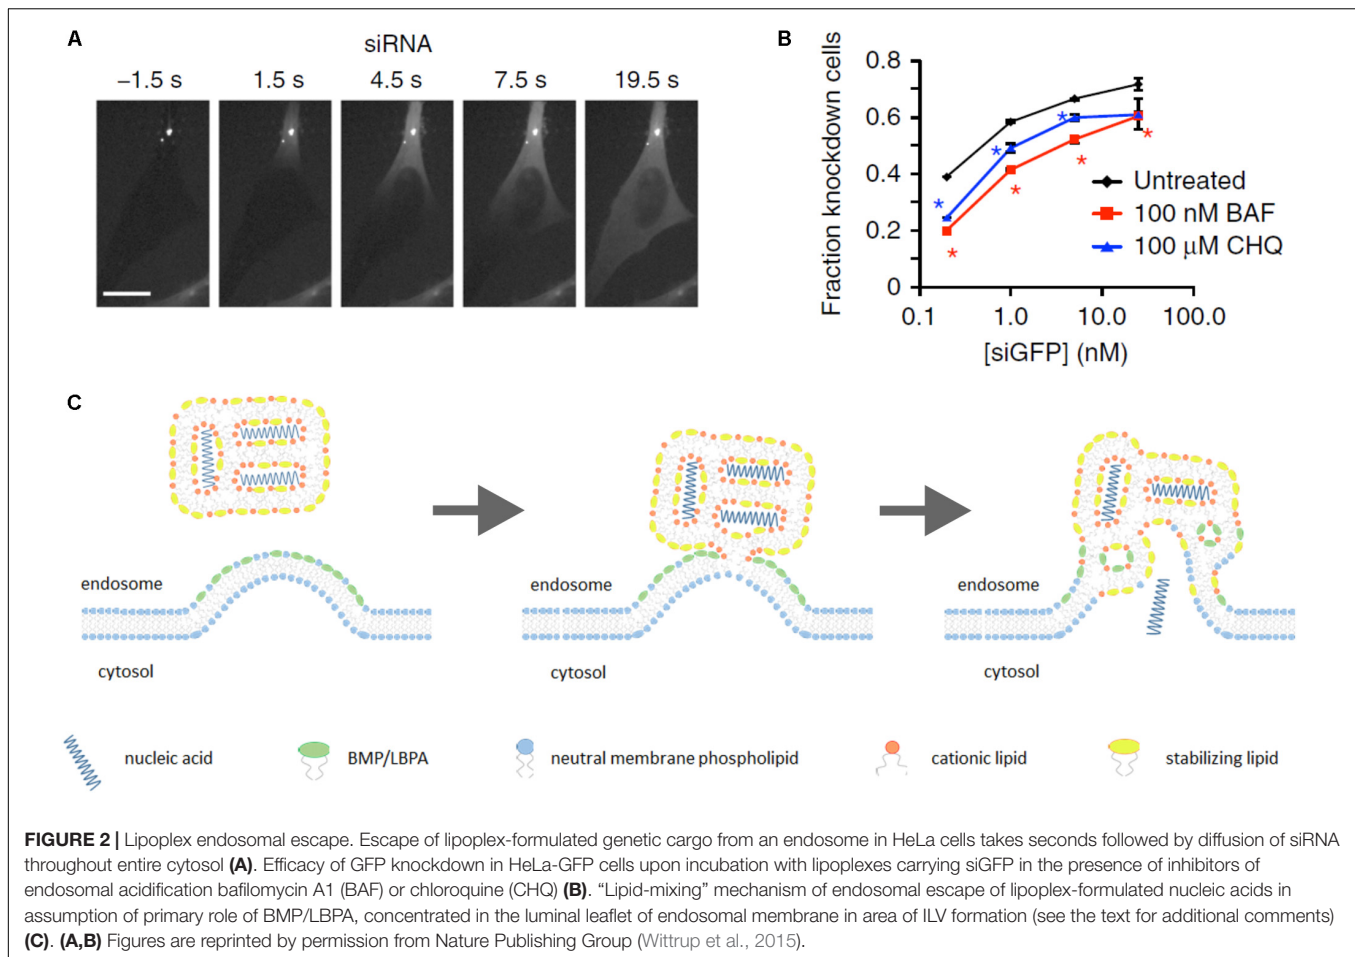 A
siRNA
–1.5 s 1.5 s 4.5 s 7.5 s 19.5 s
B
Fraction knockdown cells
0.8
0.6
0.4
0.2
0
0.1 1.0 10.0 100.0
[siGFP] (nM)
* * * * * * *
Untreated
100 nM BAF
100 μM CHQ
C
endosome
cytosol
endosome
cytosol
endosome
cytosol
nucleic acid
BMP/LBPA
neutral membrane phospholipid
cationic lipid
stabilizing lipid
FIGURE 2 | Lipoplex endosomal escape. Escape of lipoplex-formulated genetic cargo from an endosome in HeLa cells takes seconds followed by diffusion of siRNA
throughout entire cytosol (A). Efficacy of GFP knockdown in HeLa-GFP cells upon incubation with lipoplexes carrying siGFP in the presence of inhibitors of
endosomal acidification bafilomycin A1 (BAF) or chloroquine (CHQ) (B). “Lipid-mixing” mechanism of endosomal escape of lipoplex-formulated nucleic acids in
assumption of primary role of BMP/LBPA, concentrated in the luminal leaflet of endosomal membrane in area of ILV formation (see the text for additional comments)
(C). (A,B) Figures are reprinted by permission from Nature Publishing Group (Wittrup et al., 2015).